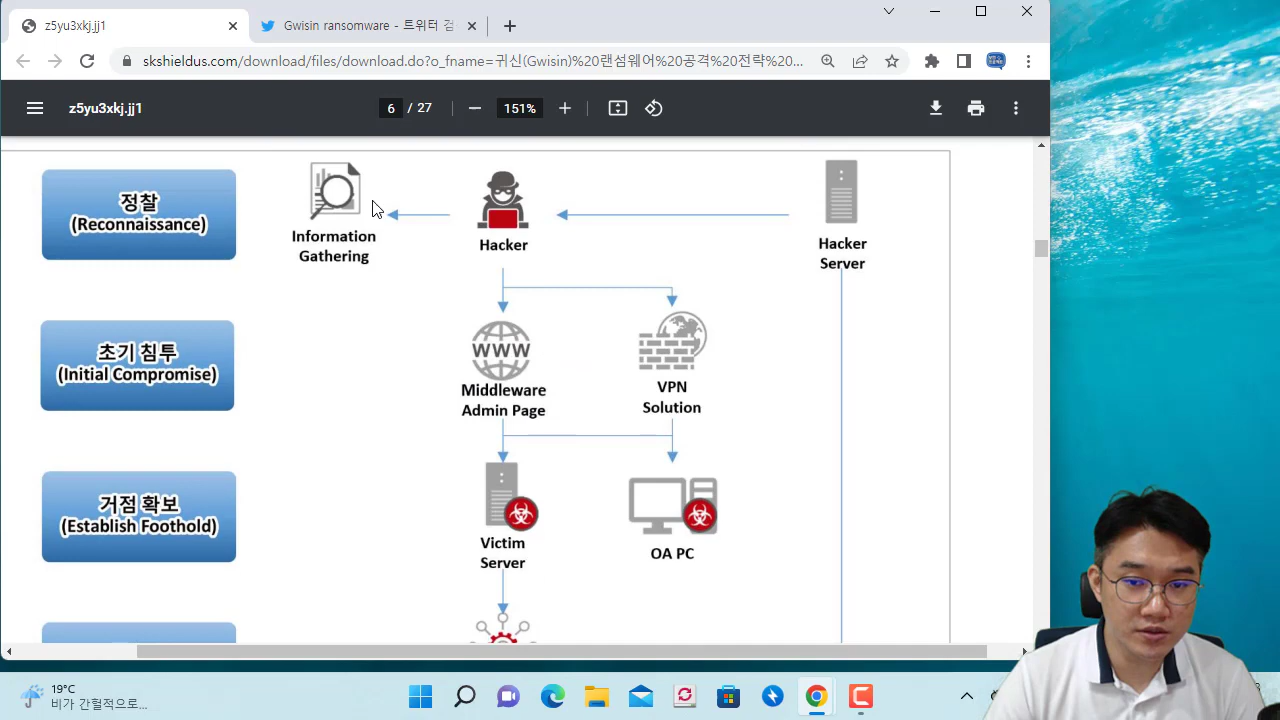 z5yu3xkj.jj1
Gwisin ransomware - 트위터 검
skshieldus.com/download/file/download.do?o_fname=귀신(Gwisin)%20랜섬웨어%20공격%20전략%20...
z5yu3xkj.jj1
6 / 27
151%
정찰
(Reconnaissance)
Information
Gathering
Hacker
Hacker
Server
초기 침투
(Initial Compromise)
WWW
Middleware
Admin Page
VPN
Solution
거점 확보
(Establish Foothold)
Victim
Server
OA PC
19°C
비가 간헐적으로...